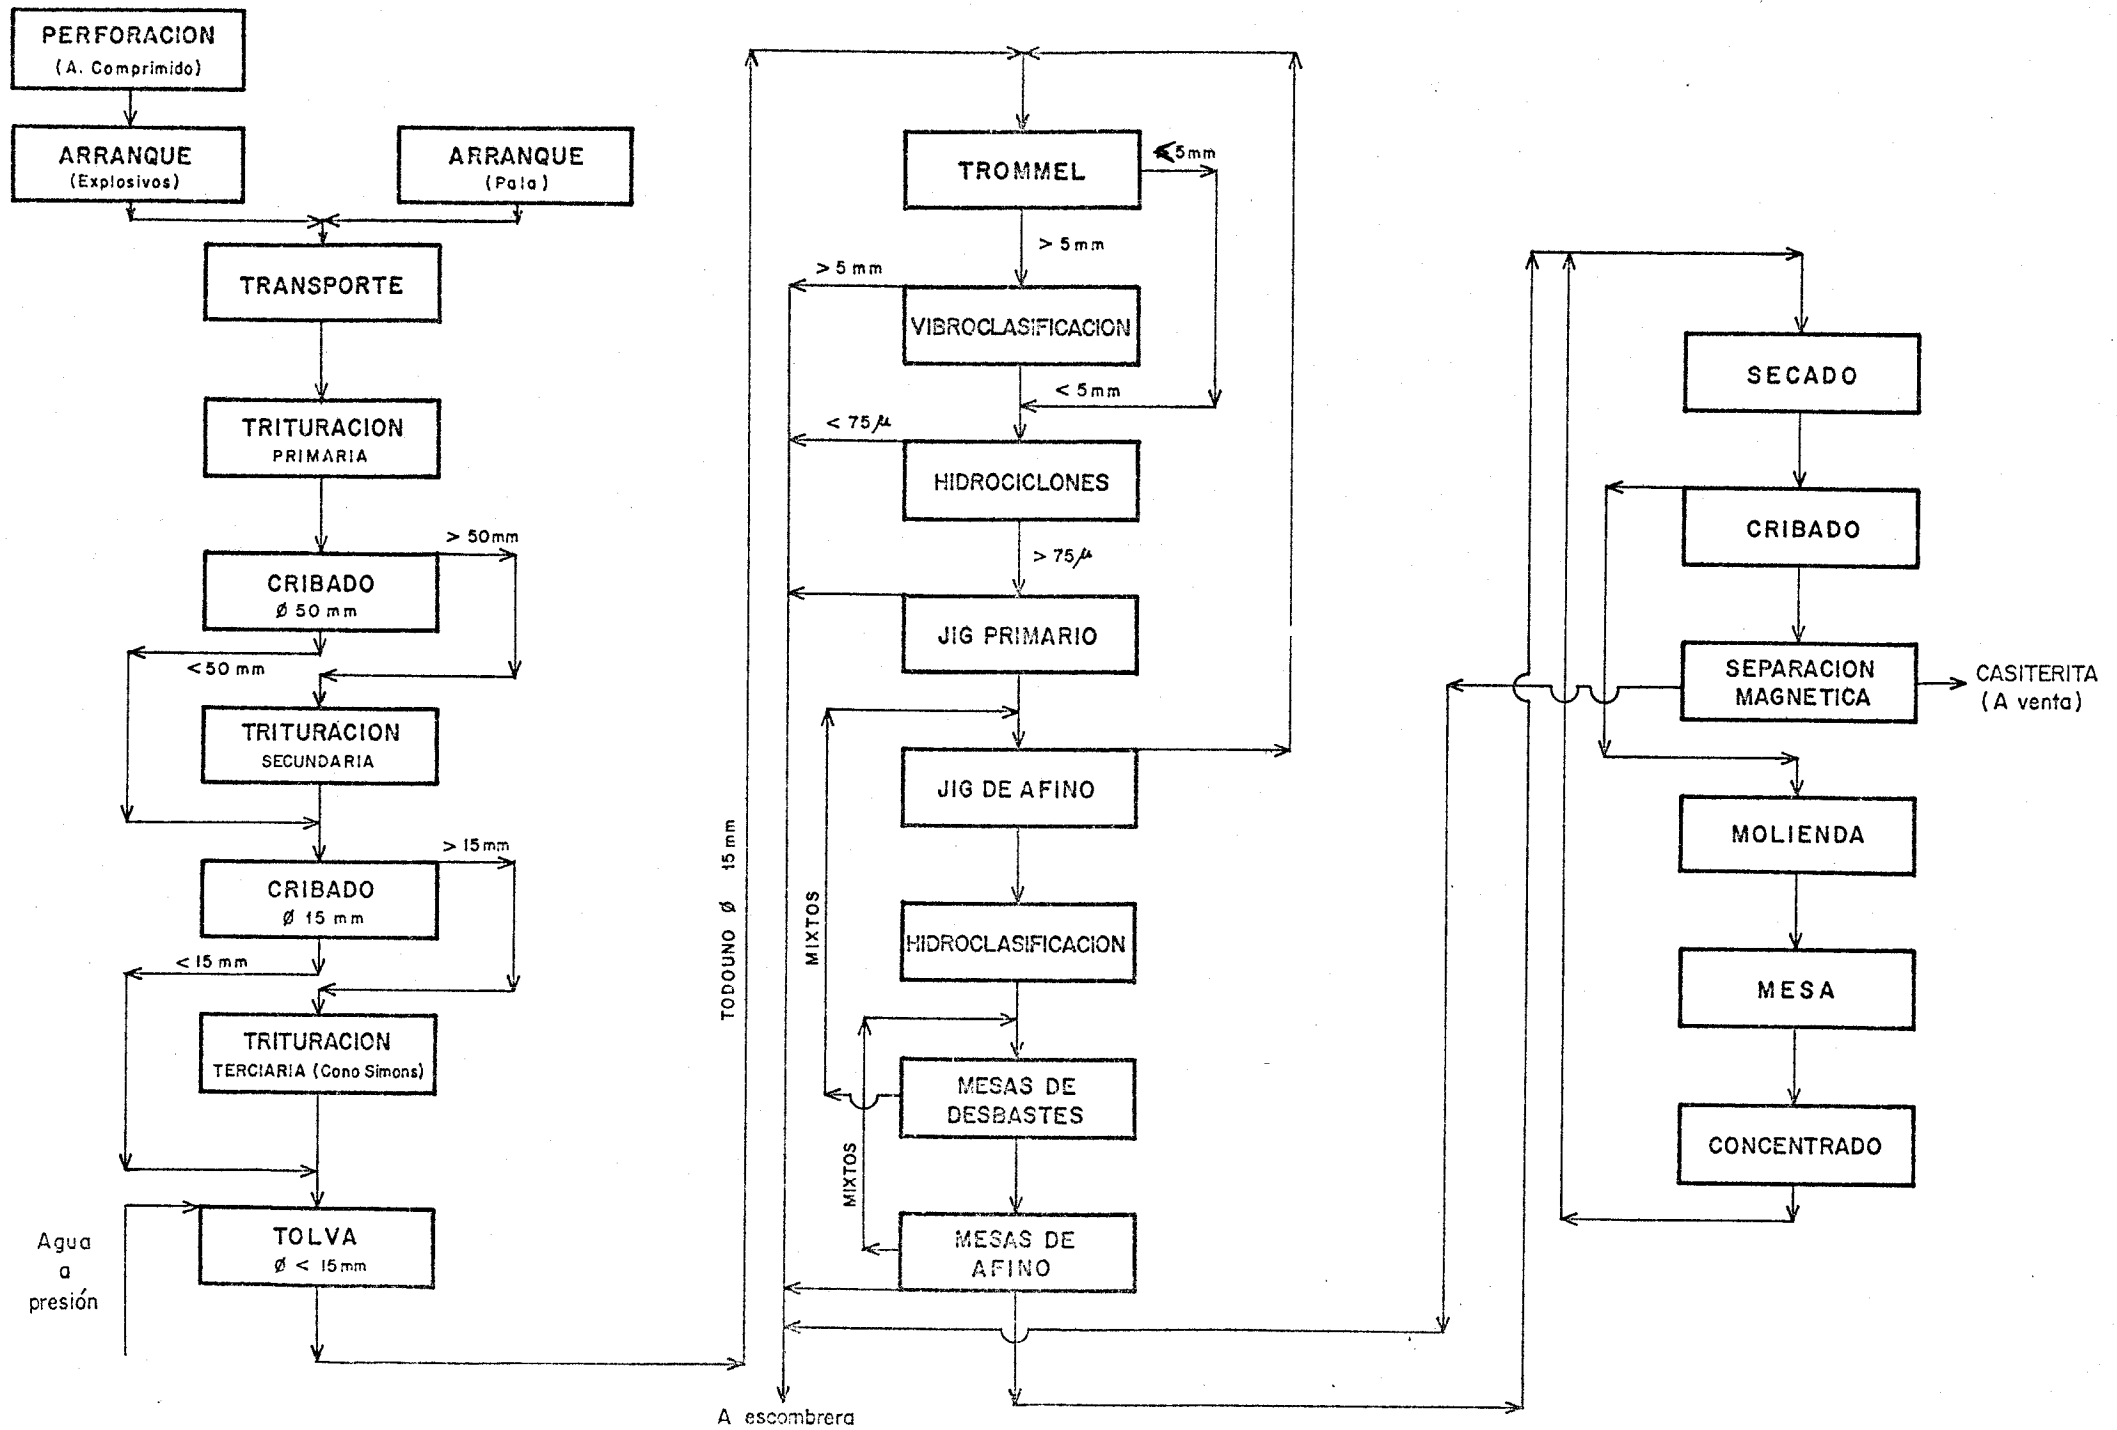 PERFORACION
(A. Comprimido)
ARRANQUE
(Explosivos)
ARRANQUE
(Pala)
TRANSPORTE
TRITURACION
PRIMARIA
> 50mm
CRIBADO
Ø 50 mm
<50 mm
TRITURACION
SECUNDARIA
> 15mm
CRIBADO
Ø 15 mm
<15 mm
TRITURACION
TERCIARIA (Cono Simons)
TOLVA
Ø < 15mm
Agua
a
presión
TODOUNO Ø 15mm
TROMMEL
< 5mm
> 5mm
>5 mm
VIBROCLASIFICACION
< 5mm
< 75µ
HIDROCICLONES
> 75µ
JIG PRIMARIO
JIG DE AFINO
MIXTOS
HIDROCLASIFICACION
MESAS DE
DESBASTES
MIXTOS
MESAS DE
AFINO
A escombrera
SECADO
CRIBADO
SEPARACION
MAGNETICA
CASITERITA
(A venta)
MOLIENDA
MESA
CONCENTRADO